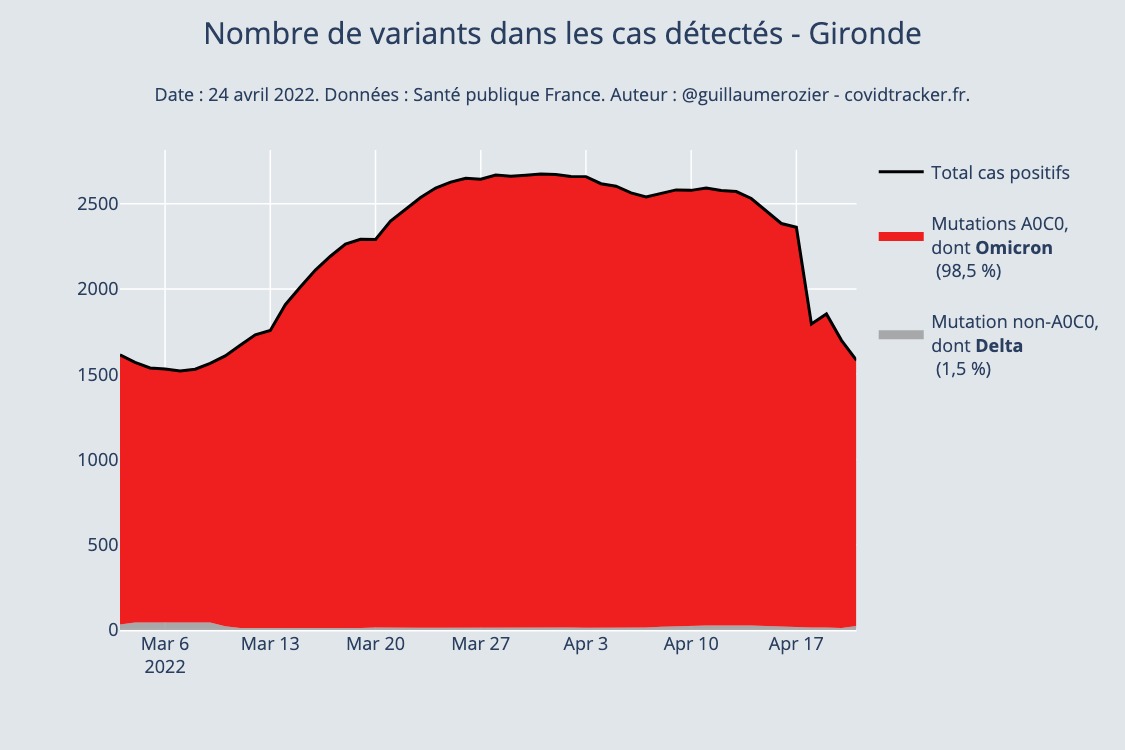 Nombre de variants dans les cas détectés - Gironde
Date : 24 avril 2022. Données : Santé publique France. Auteur : @guillaumerozier - covidtracker.fr.
2500
2000
1500
1000
500
0
Mar 6
2022
Mar 13
Mar 20
Mar 27
Apr 3
Apr 10
Apr 17
Total cas positifs
Mutations A0C0,
dont Omicron
(98,5 %)
Mutation non-A0C0,
dont Delta
(1,5 %)